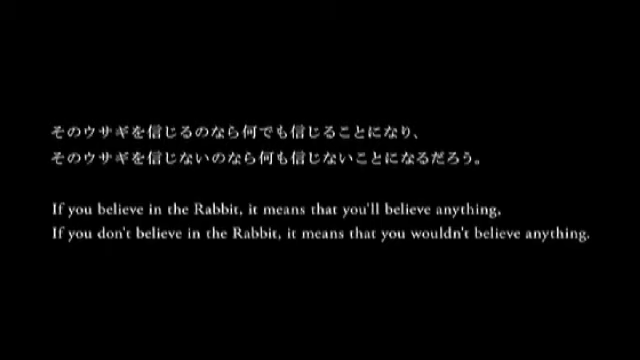 そのウサギを信じるのなら何でも信じることになり、
そのウサギを信じないのなら何も信じないことになるだろう。
If you believe in the Rabbit, it means that you'll believe anything,
If you don't believe in the Rabbit, it means that you wouldn't believe anything.